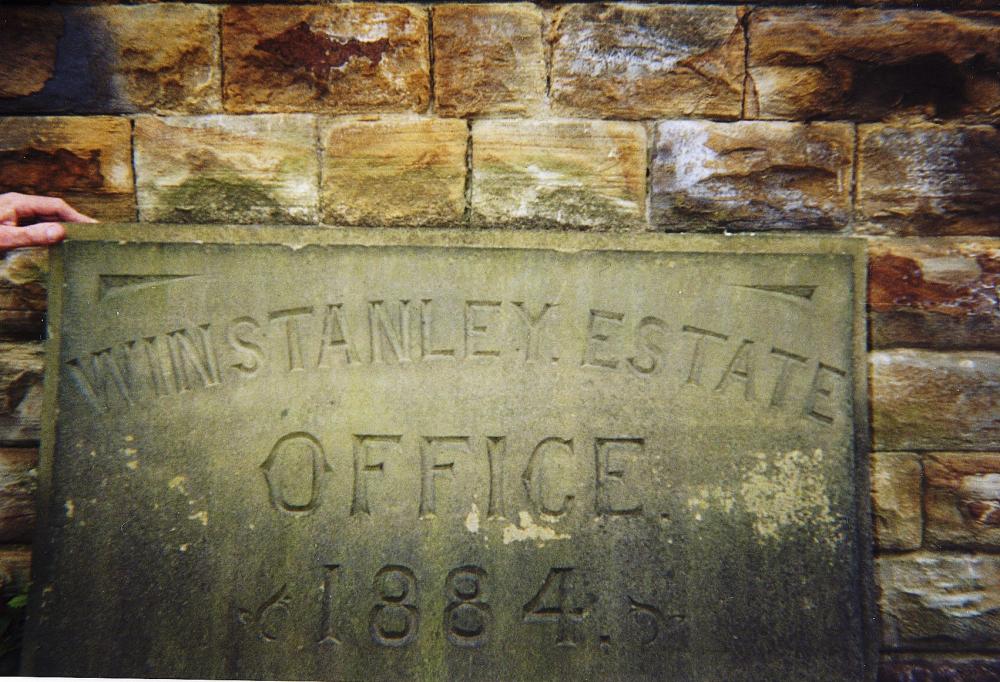 WINSTANLEY. ESTATE
OFFICE.
1884.